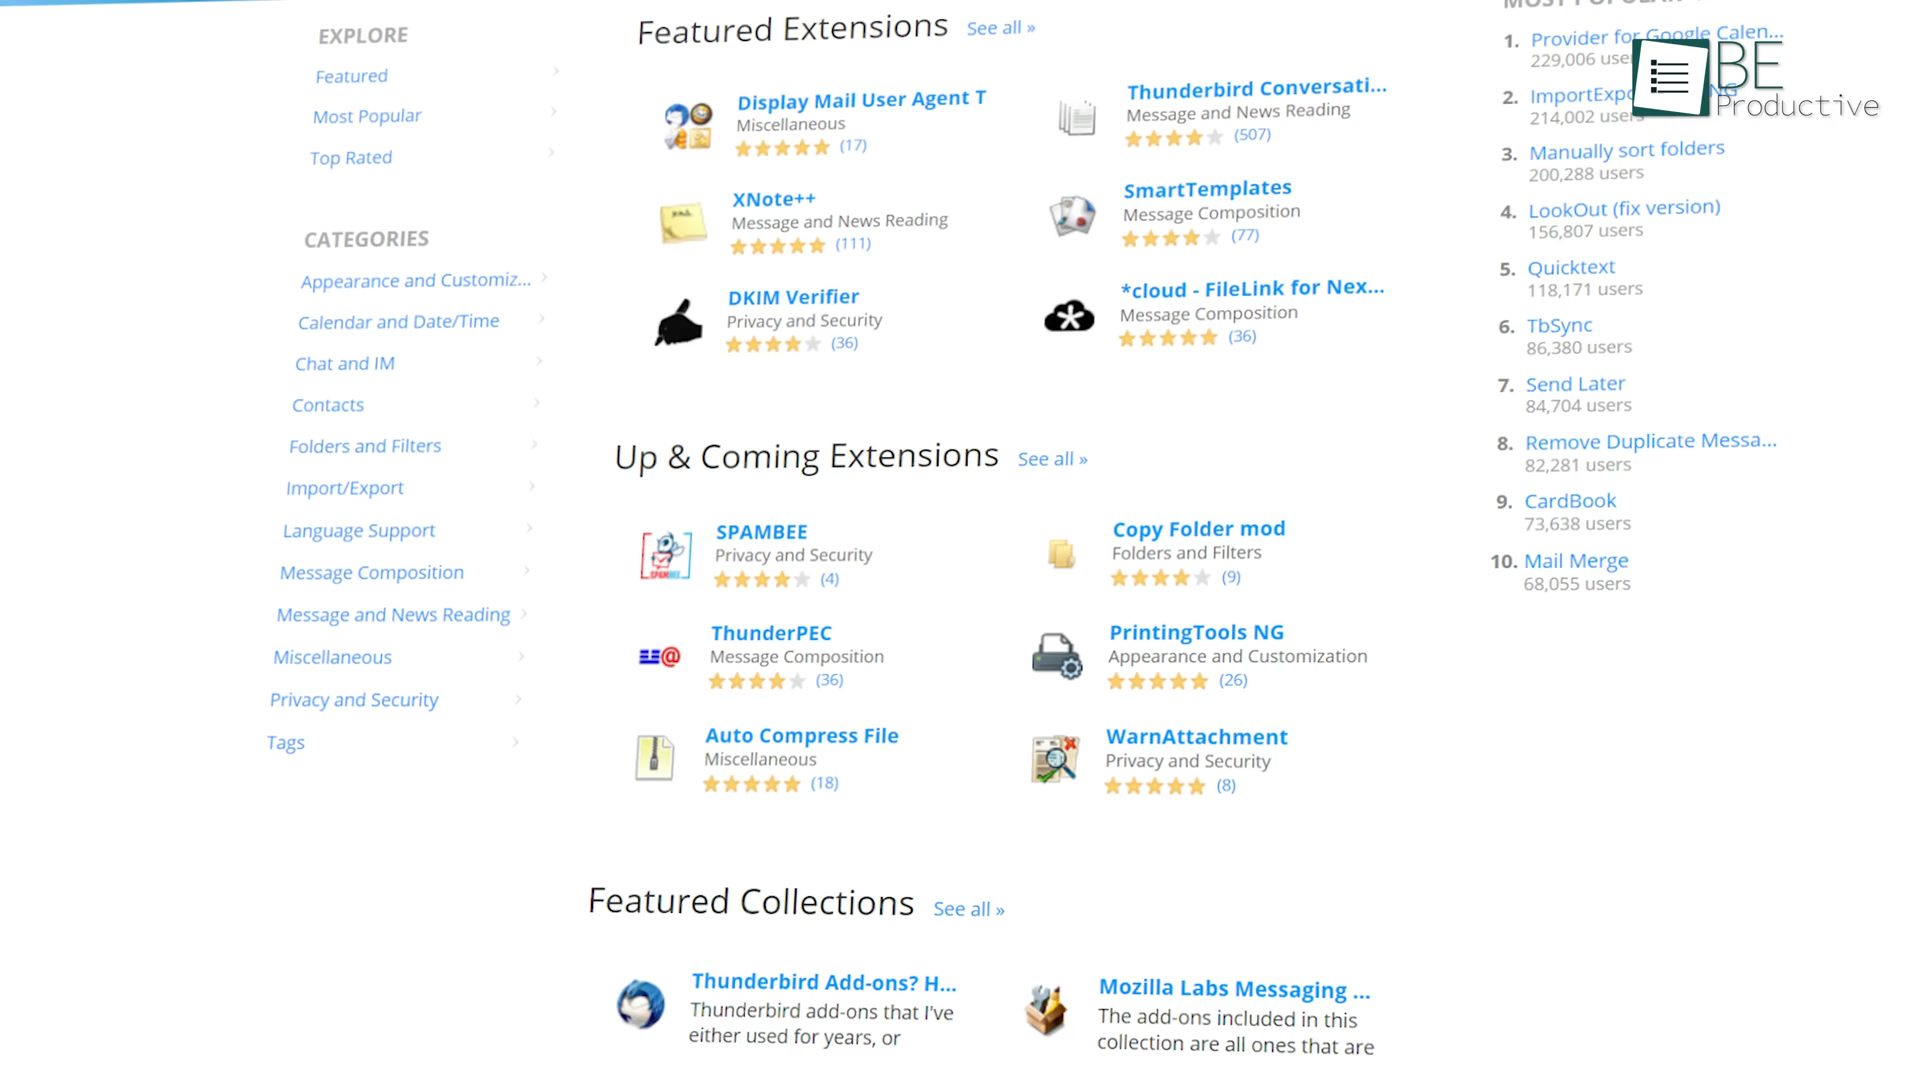 EXPLORE
Featured
Most Popular
Top Rated
CATEGORIES
Appearance and Customiz...
Calendar and Date/Time
Chat and IM
Contacts
Folders and Filters
Import/Export
Language Support
Message Composition
Message and News Reading
Miscellaneous
Privacy and Security
Tags
Featured Extensions See all »
Display Mail User Agent T
Miscellaneous
(17)
Thunderbird Conversati...
Message and News Reading
(507)
XNote++
Message and News Reading
(111)
SmartTemplates
Message Composition
(77)
DKIM Verifier
Privacy and Security
(36)
*cloud - FileLink for Nex...
Message Composition
(36)
Up & Coming Extensions See all »
SPAMBEE
Privacy and Security
(4)
Copy Folder mod
Folders and Filters
(9)
ThunderPEC
Message Composition
(36)
PrintingTools NG
Appearance and Customization
(26)
Auto Compress File
Miscellaneous
(18)
WarnAttachment
Privacy and Security
(8)
Featured Collections See all »
Thunderbird Add-ons? H...
Thunderbird add-ons that I've
either used for years, or
Mozilla Labs Messaging ...
The add-ons included in this
collection are all ones that are
MOST POPULAR
1. Provider for Google Calen...
229,006
2.
214,002 users
3. Manually sort folders
200,288 users
4. LookOut (fix version)
156,807 users
5. Quicktext
118,171 users
6. TbSync
86,380 users
7. Send Later
84,704 users
8. Remove Duplicate Messa...
82,281 users
9. CardBook
73,638 users
10. Mail Merge
68,055 users
BE
Productive